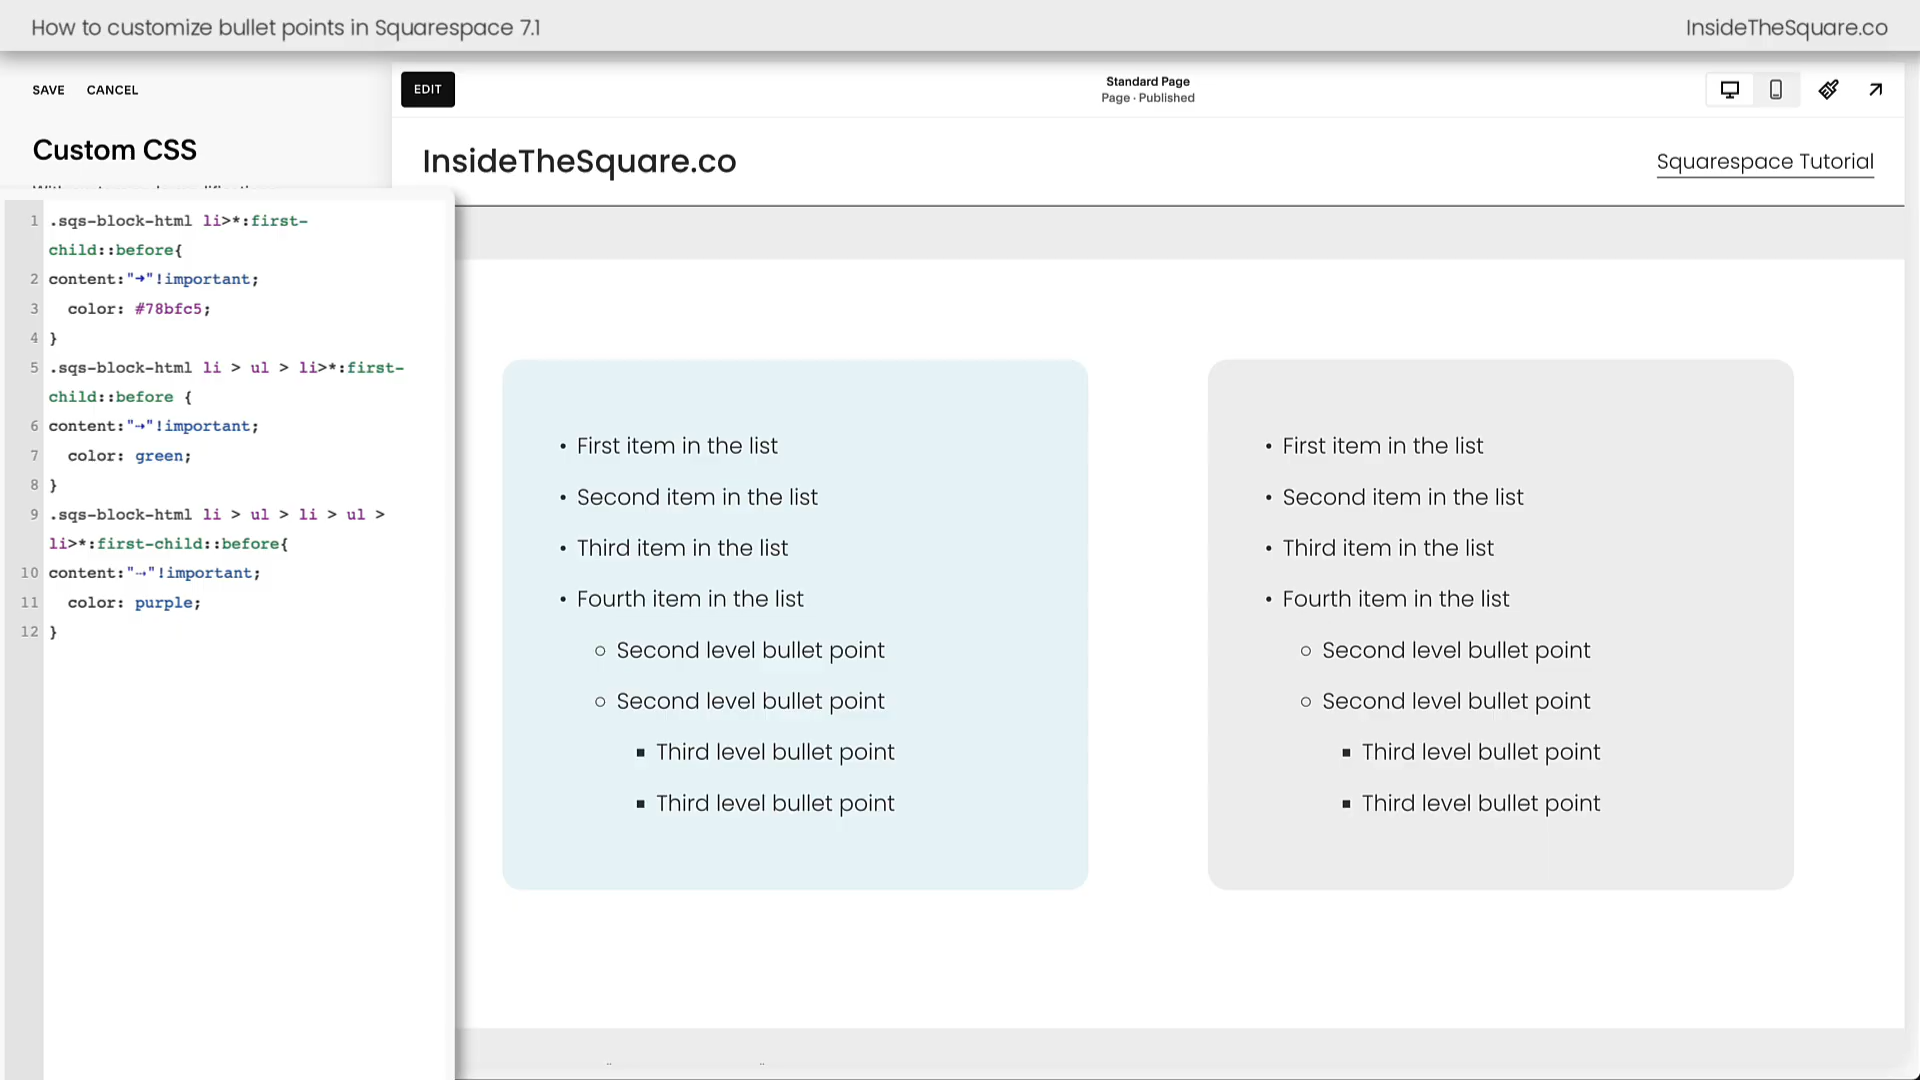 How to customize bullet points in Squarespace 7.1
InsideTheSquare.co
SAVE CANCEL
EDIT
Standard Page
Page · Published
Custom CSS
InsideTheSquare.co
Squarespace Tutorial
1 .sqs-block-html li>*:first-
child::before{
2 content:"➜"!important;
3 color: #78bfc5;
4 }
5 .sqs-block-html li > ul > li>*:first-
child::before {
6 content:"→"!important;
7 color: green;
8 }
9 .sqs-block-html li > ul > li > ul >
li>*:first-child::before{
10 content:"⇢"!important;
11 color: purple;
12 }
• First item in the list
• Second item in the list
• Third item in the list
• Fourth item in the list
○ Second level bullet point
○ Second level bullet point
▪ Third level bullet point
▪ Third level bullet point
• First item in the list
• Second item in the list
• Third item in the list
• Fourth item in the list
○ Second level bullet point
○ Second level bullet point
▪ Third level bullet point
▪ Third level bullet point